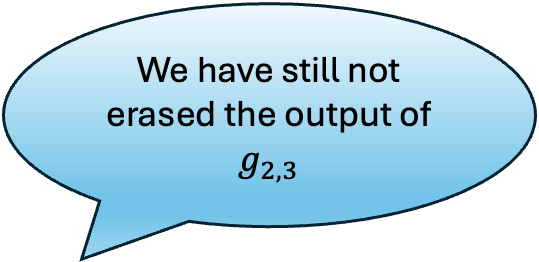 We have still not
erased the output of
𝑔₂,₃